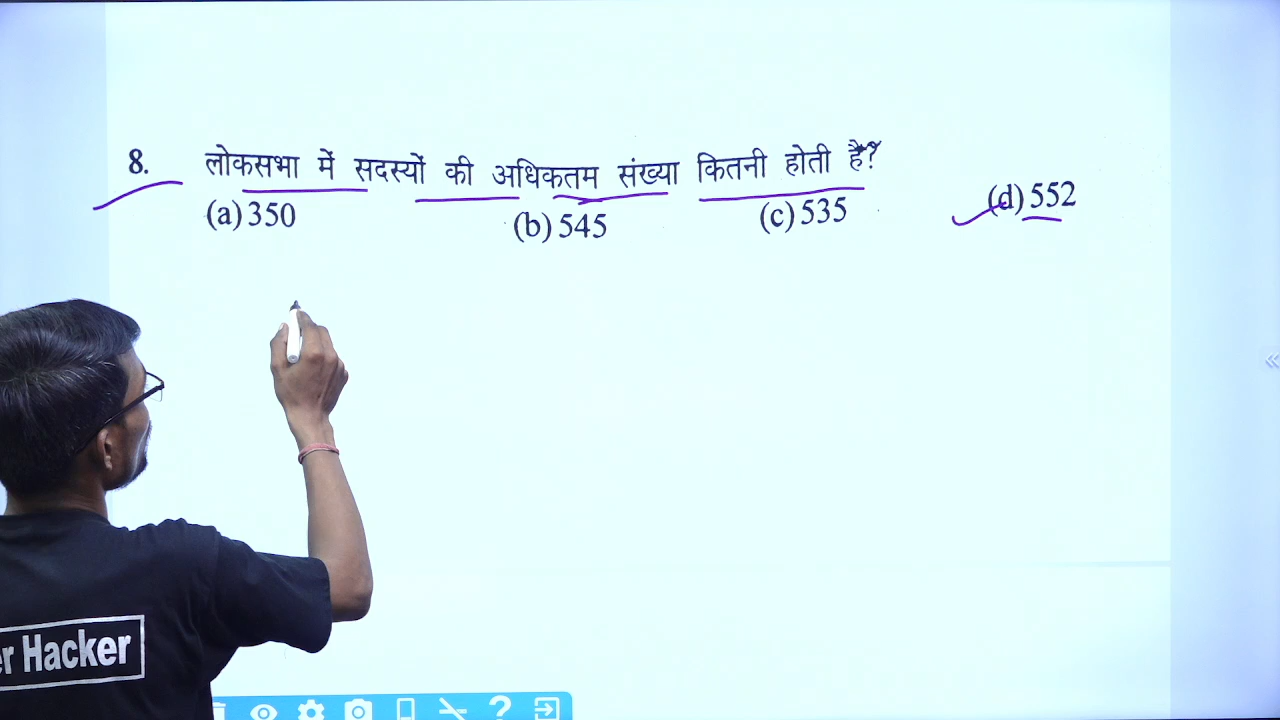 8. लोकसभा में सदस्यों की अधिकतम संख्या कितनी होती है?
(a) 350 (b) 545 (c) 535 (d) 552
Hacker